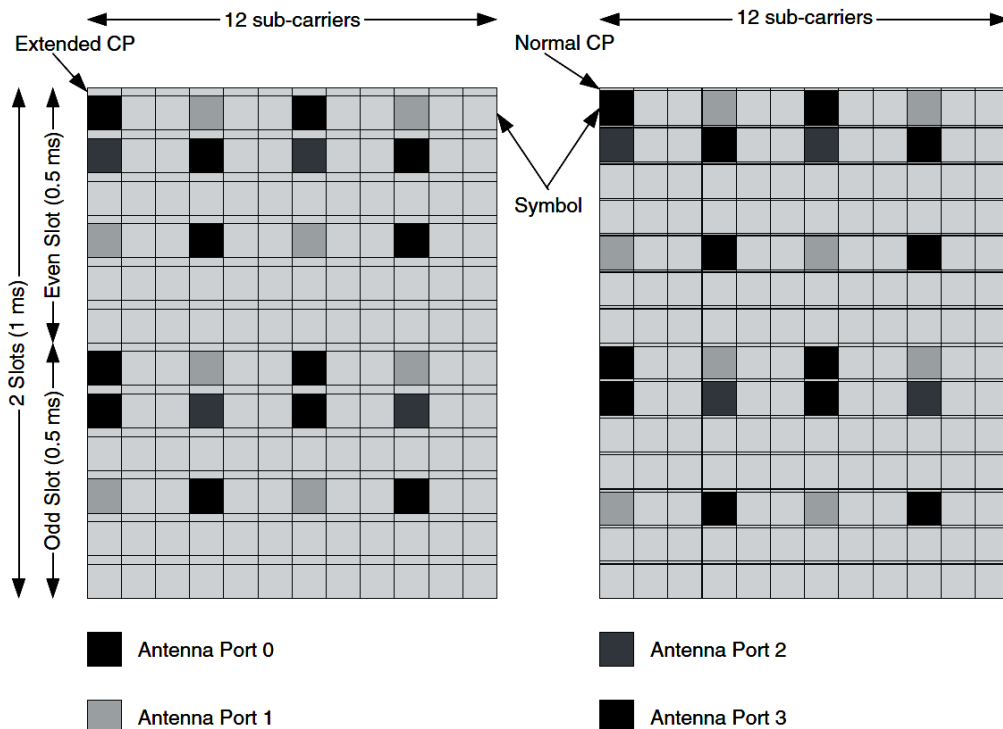 12 sub-carriers
12 sub-carriers
Extended CP
Normal CP
Symbol
2 Slots (1 ms)
Even Slot (0.5 ms)
Odd Slot (0.5 ms)
Antenna Port 0
Antenna Port 2
Antenna Port 1
Antenna Port 3